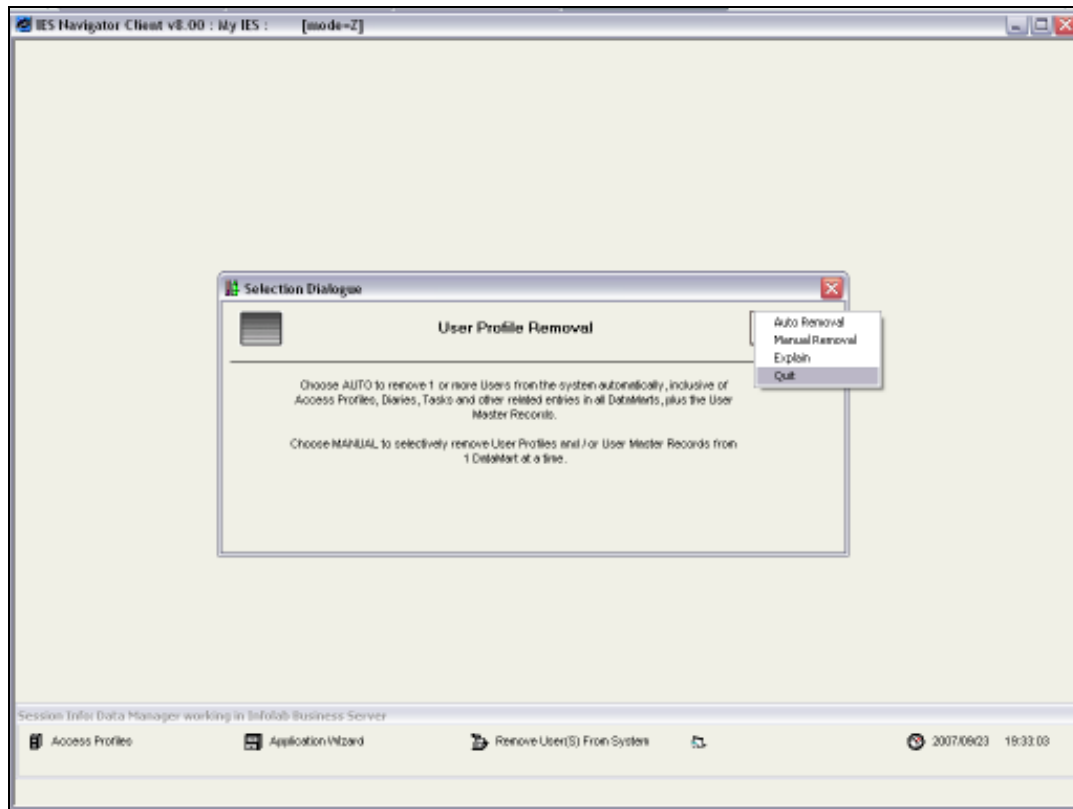 IES Navigator Client v8.00 : My IES : [mode=Z]
Selection Dialogue
User Profile Removal
Auto Removal
Manual Removal
Explain
Quit
Choose AUTO to remove 1 or more Users from the system automatically, inclusive of
Access Profiles, Diaries, Tasks and other related entries in all DataMarts, plus the User
Master Records.
Choose MANUAL to selectively remove User Profiles and / or User Master Records from
1 DataMart at a time.
Session Info: Data Manager working in Infolab Business Server
Access Profiles
Application Wizard
Remove User(S) From System
2007/09/23 19:33:03